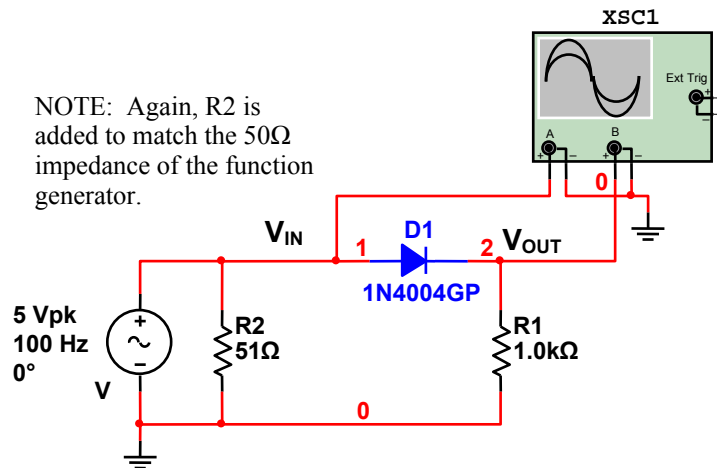 XSC1
Ext Trig
+
−
A
B
+
−
+
−
NOTE:  Again, R2 is
added to match the 50Ω
impedance of the function
generator.
0
VIN
1
D1
2
VOUT
1N4004GP
5 Vpk
100 Hz
0°
+
−
V
R2
51Ω
R1
1.0kΩ
0